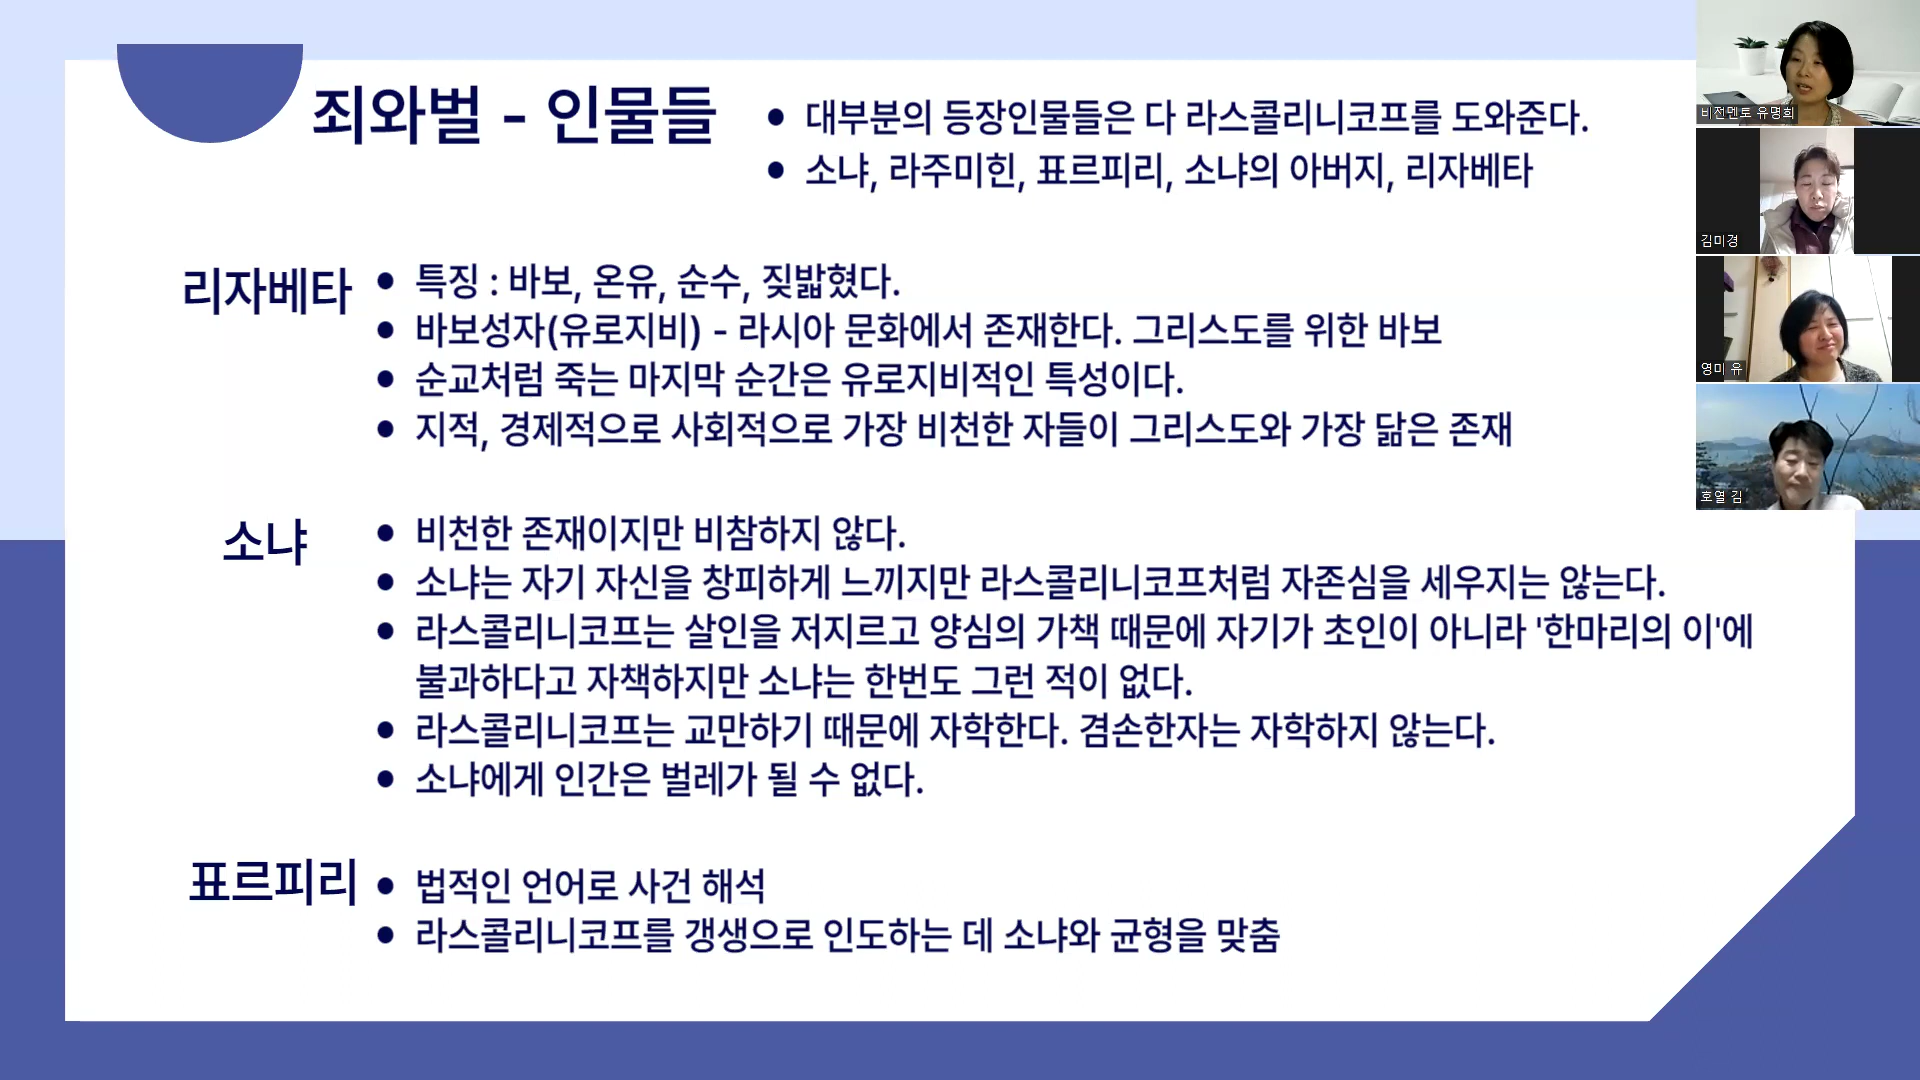 죄와벌 - 인물들
• 대부분의 등장인물들은 다 라스콜리니코프를 도와준다.
• 소냐, 라주미힌, 표르피리, 소냐의 아버지, 리자베타
리자베타
• 특징 : 바보, 온유, 순수, 짖밟혔다.
• 바보성자(유로지비) - 라시아 문화에서 존재한다. 그리스도를 위한 바보
• 순교처럼 죽는 마지막 순간은 유로지비적인 특성이다.
• 지적, 경제적으로 사회적으로 가장 비천한 자들이 그리스도와 가장 닮은 존재
소냐
• 비천한 존재이지만 비참하지 않다.
• 소냐는 자기 자신을 창피하게 느끼지만 라스콜리니코프처럼 자존심을 세우지는 않는다.
• 라스콜리니코프는 살인을 저지르고 양심의 가책 때문에 자기가 초인이 아니라 '한마리의 이'에
불과하다고 자책하지만 소냐는 한번도 그런 적이 없다.
• 라스콜리니코프는 교만하기 때문에 자학한다. 겸손한자는 자학하지 않는다.
• 소냐에게 인간은 벌레가 될 수 없다.
표르피리
• 법적인 언어로 사건 해석
• 라스콜리니코프를 갱생으로 인도하는 데 소냐와 균형을 맞춤
비전멘토 유명희
김미경
영미 유
호열 김